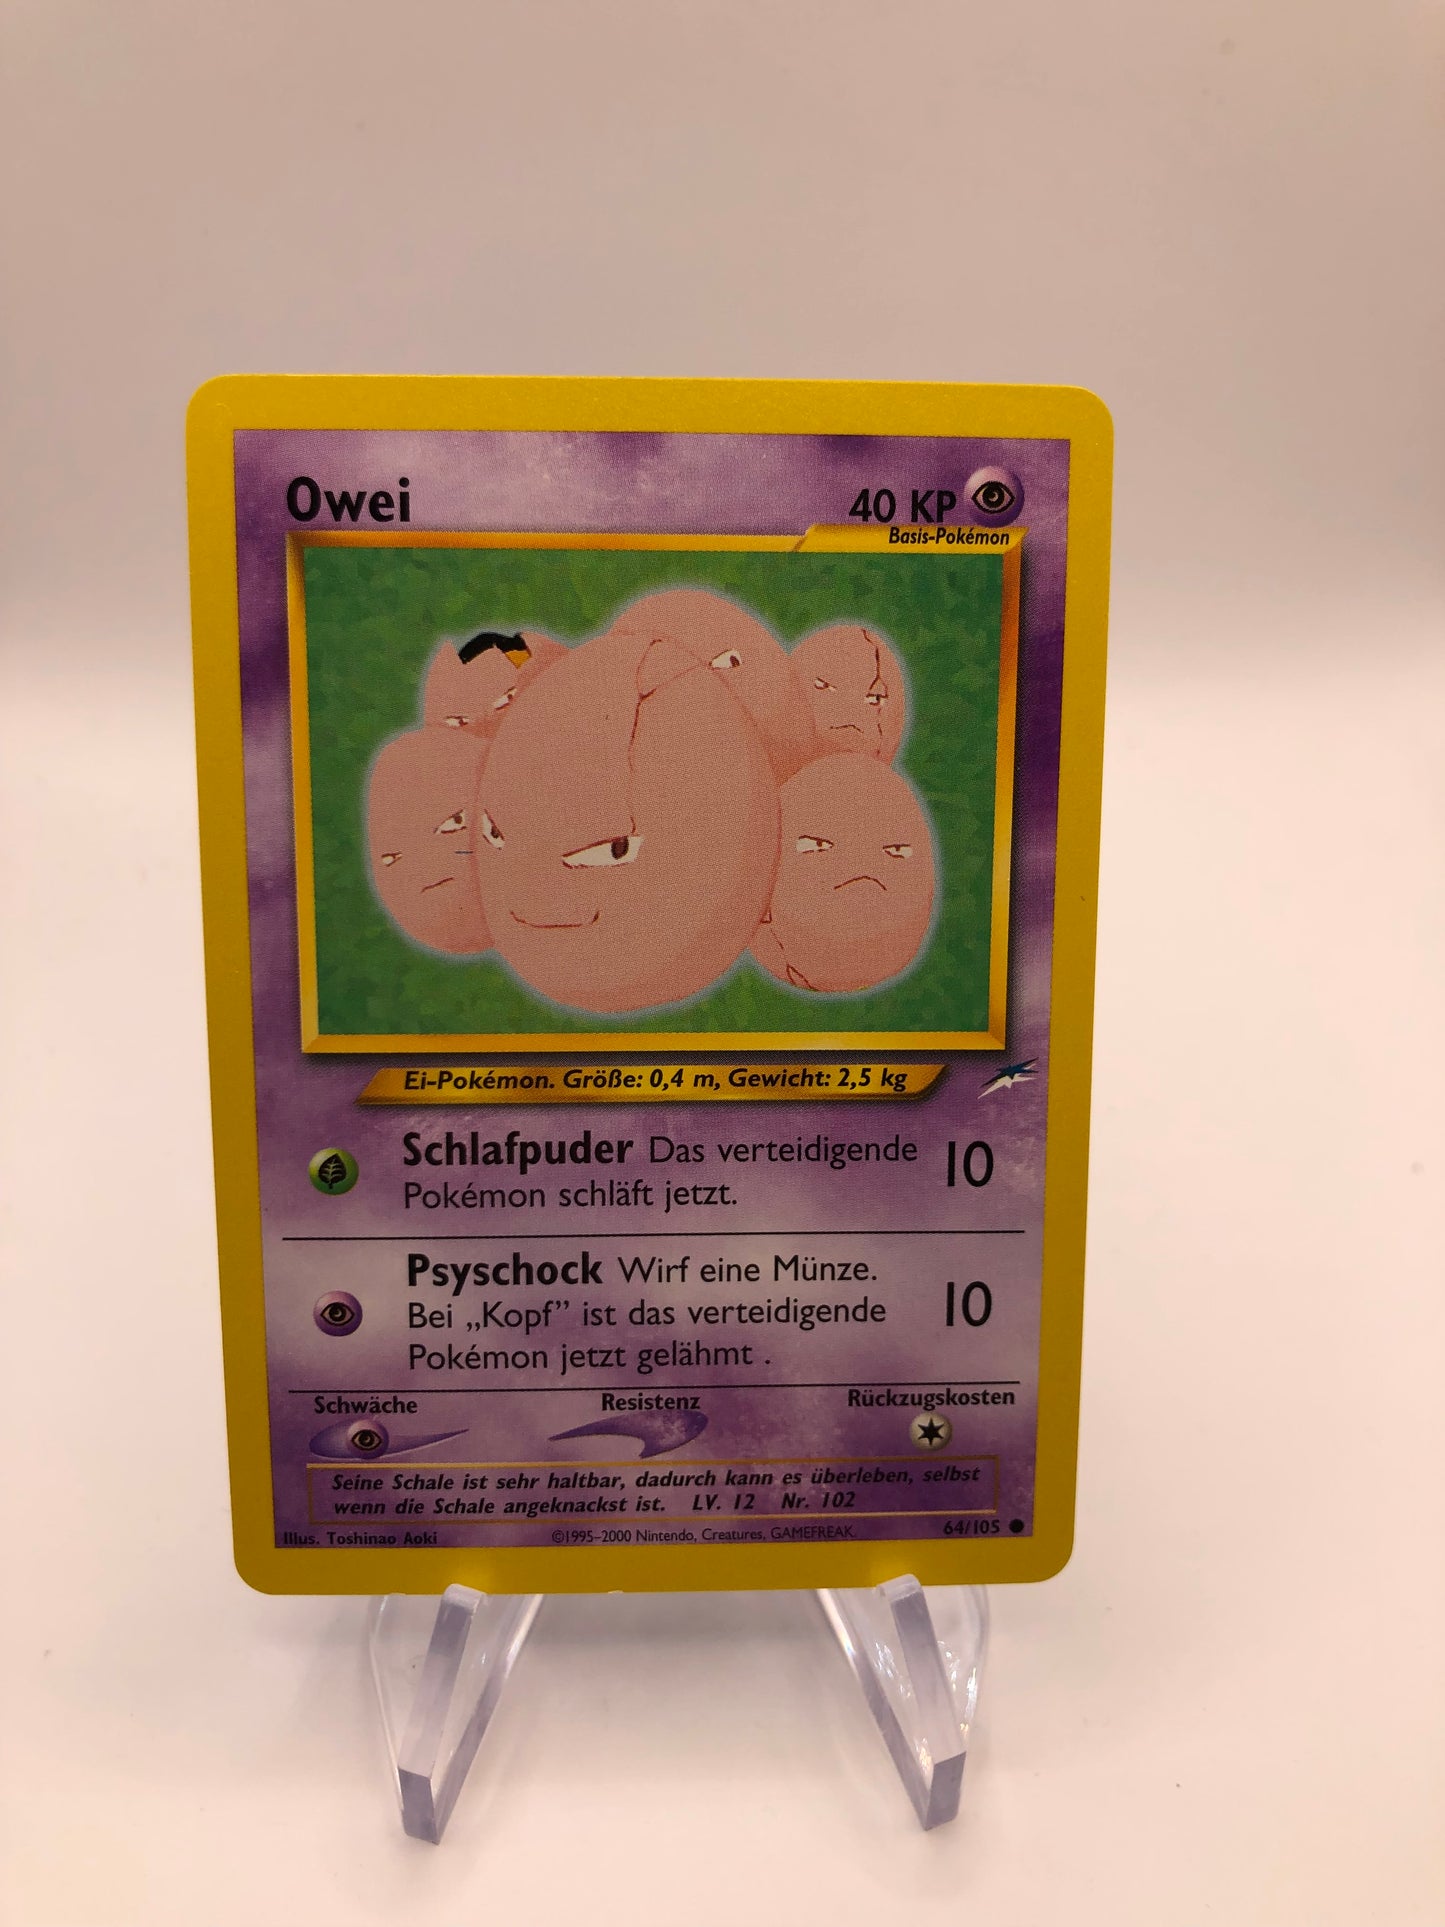 Owei
40 KP
Basis-Pokémon
Ei-Pokémon. Größe: 0,4 m, Gewicht: 2,5 kg
Schlafpuder Das verteidigende 10
Pokémon schläft jetzt.
Psyschock Wirf eine Münze.
Bei „Kopf” ist das verteidigende 10
Pokémon jetzt gelähmt .
Schwäche Resistenz Rückzugskosten
Seine Schale ist sehr haltbar, dadurch kann es überleben, selbst
wenn die Schale angeknackst ist. LV. 12 Nr. 102
Illus. Toshinao Aoki ©1995–2000 Nintendo, Creatures, GAMEFREAK. 64/105